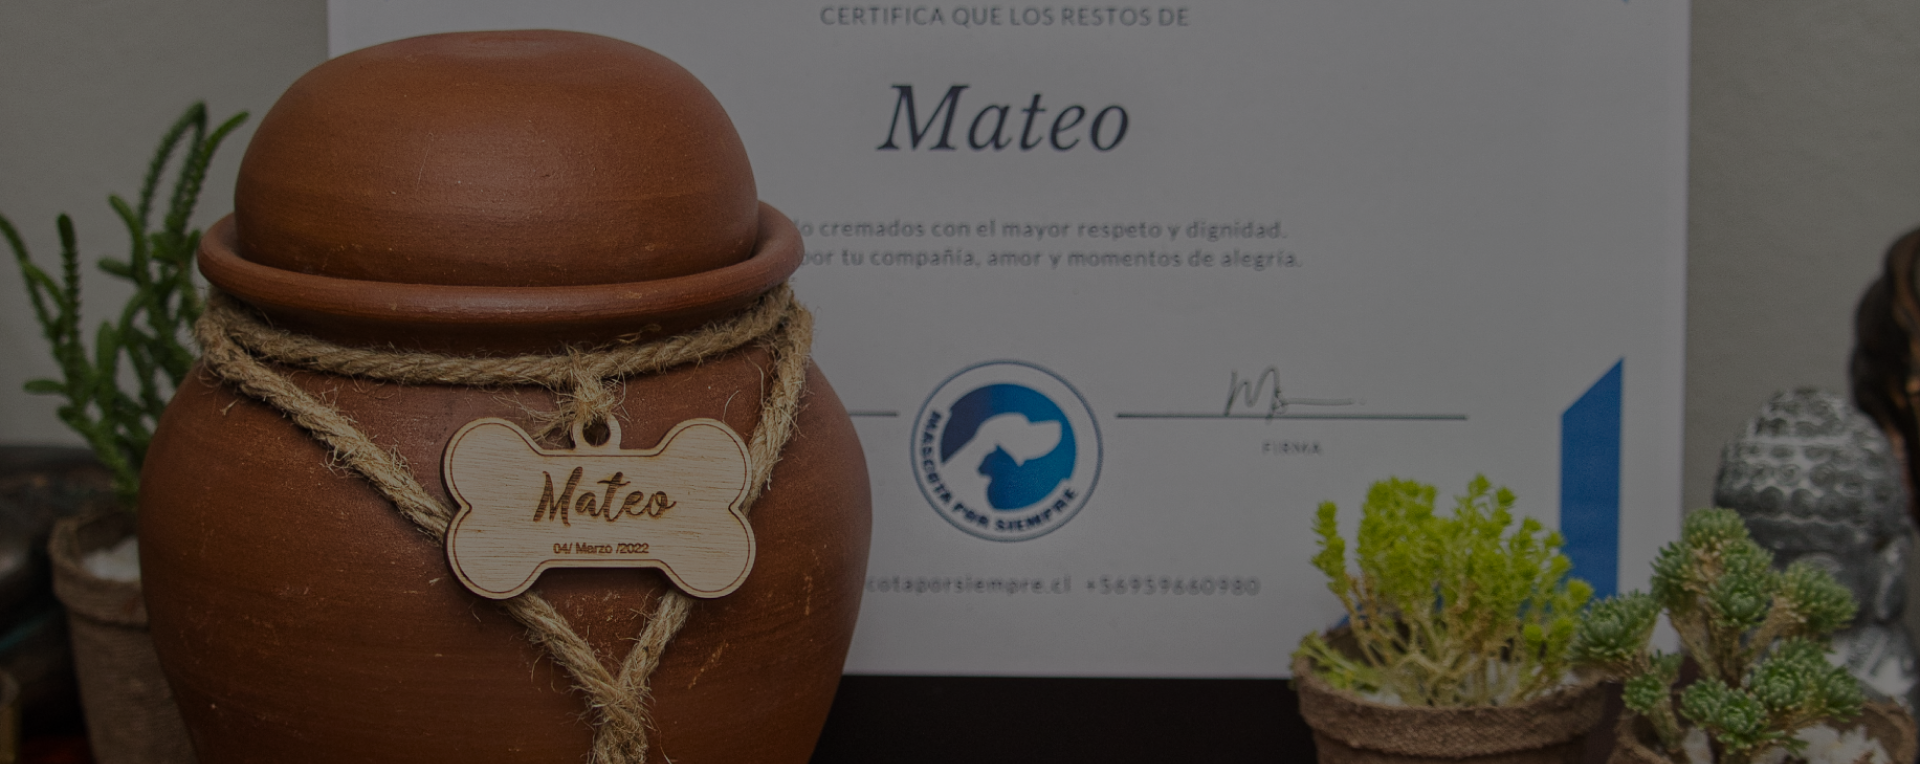 CERTIFICA QUE LOS RESTOS DE
Mateo
o cremados con el mayor respeto y dignidad.
por tu compañía, amor y momentos de alegría.
MASCOTA POR SIEMPRE
FIRMA
cotaporsiempre.cl +56959660980
Mateo
04/ Marzo /2022